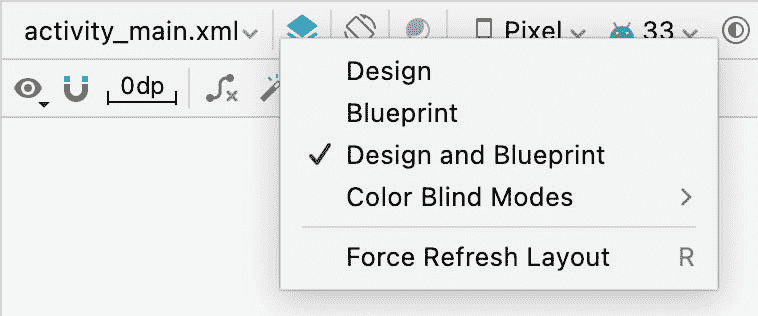 activity_main.xml Pixel 33
0dp
Design
Blueprint
Design and Blueprint
Color Blind Modes
Force Refresh Layout R